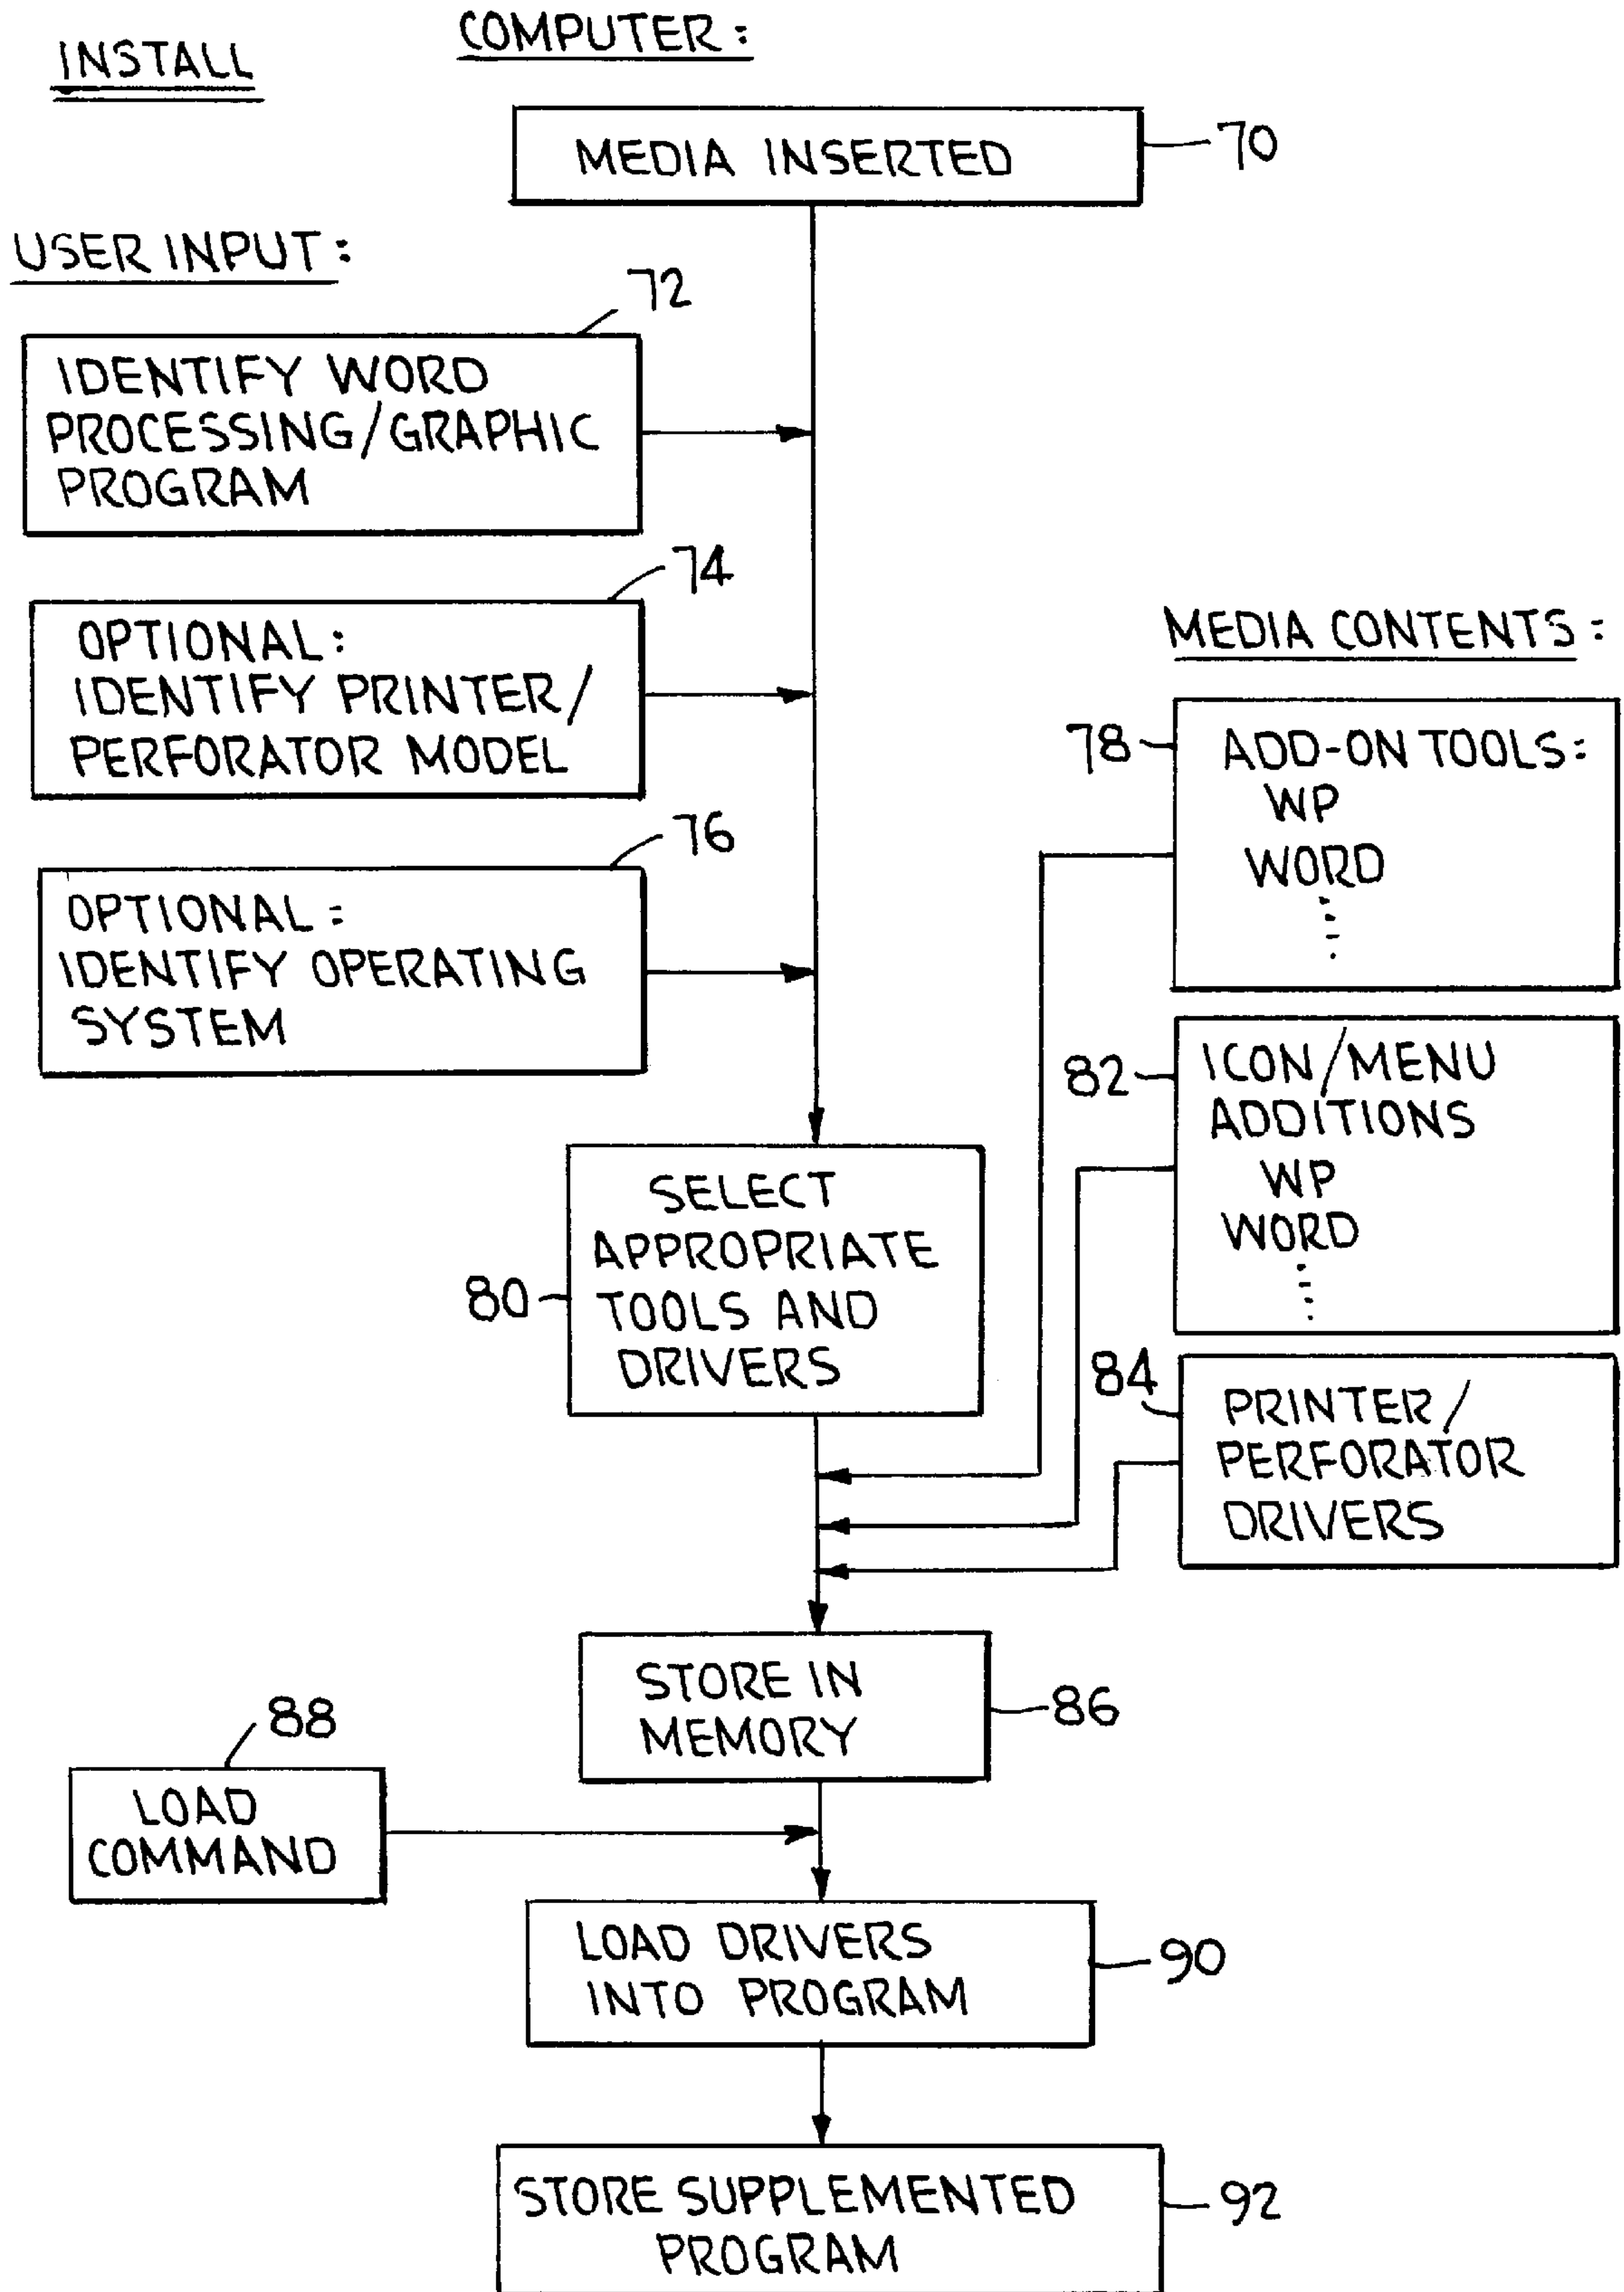 INSTALL
COMPUTER:
MEDIA INSERTED
70
USER INPUT:
72
IDENTIFY WORD
PROCESSING/GRAPHIC
PROGRAM
74
OPTIONAL:
IDENTIFY PRINTER/
PERFORATOR MODEL
76
OPTIONAL:
IDENTIFY OPERATING
SYSTEM
MEDIA CONTENTS:
78
ADD-ON TOOLS:
WP
WORD
82
ICON/MENU
ADDITIONS
WP
WORD
84
PRINTER/
PERFORATOR
DRIVERS
80
SELECT
APPROPRIATE
TOOLS AND
DRIVERS
STORE IN
MEMORY
86
88
LOAD
COMMAND
LOAD DRIVERS
INTO PROGRAM
90
STORE SUPPLEMENTED
PROGRAM
92